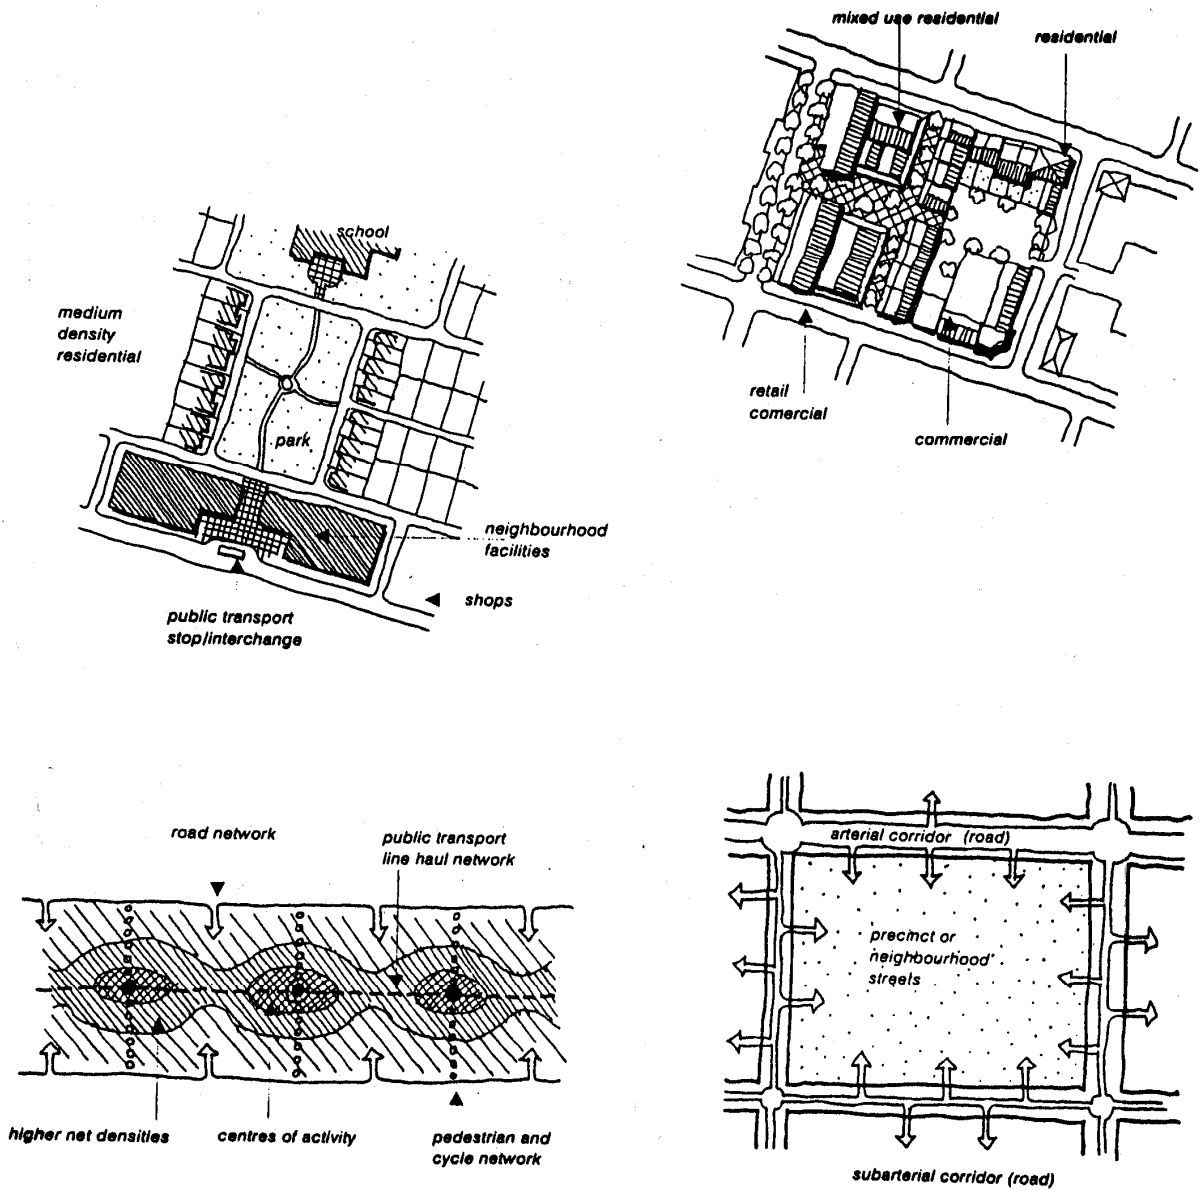 mixed use residential
residential
retail
comercial
commercial
school
medium
density
residential
park
neighbourhood
facilities
shops
public transport
stop/interchange
road network
public transport
line haul network
higher net densities
centres of activity
pedestrian and
cycle network
arterial corridor (road)
precinct or
neighbourhood
streets
subarterial corridor (road)